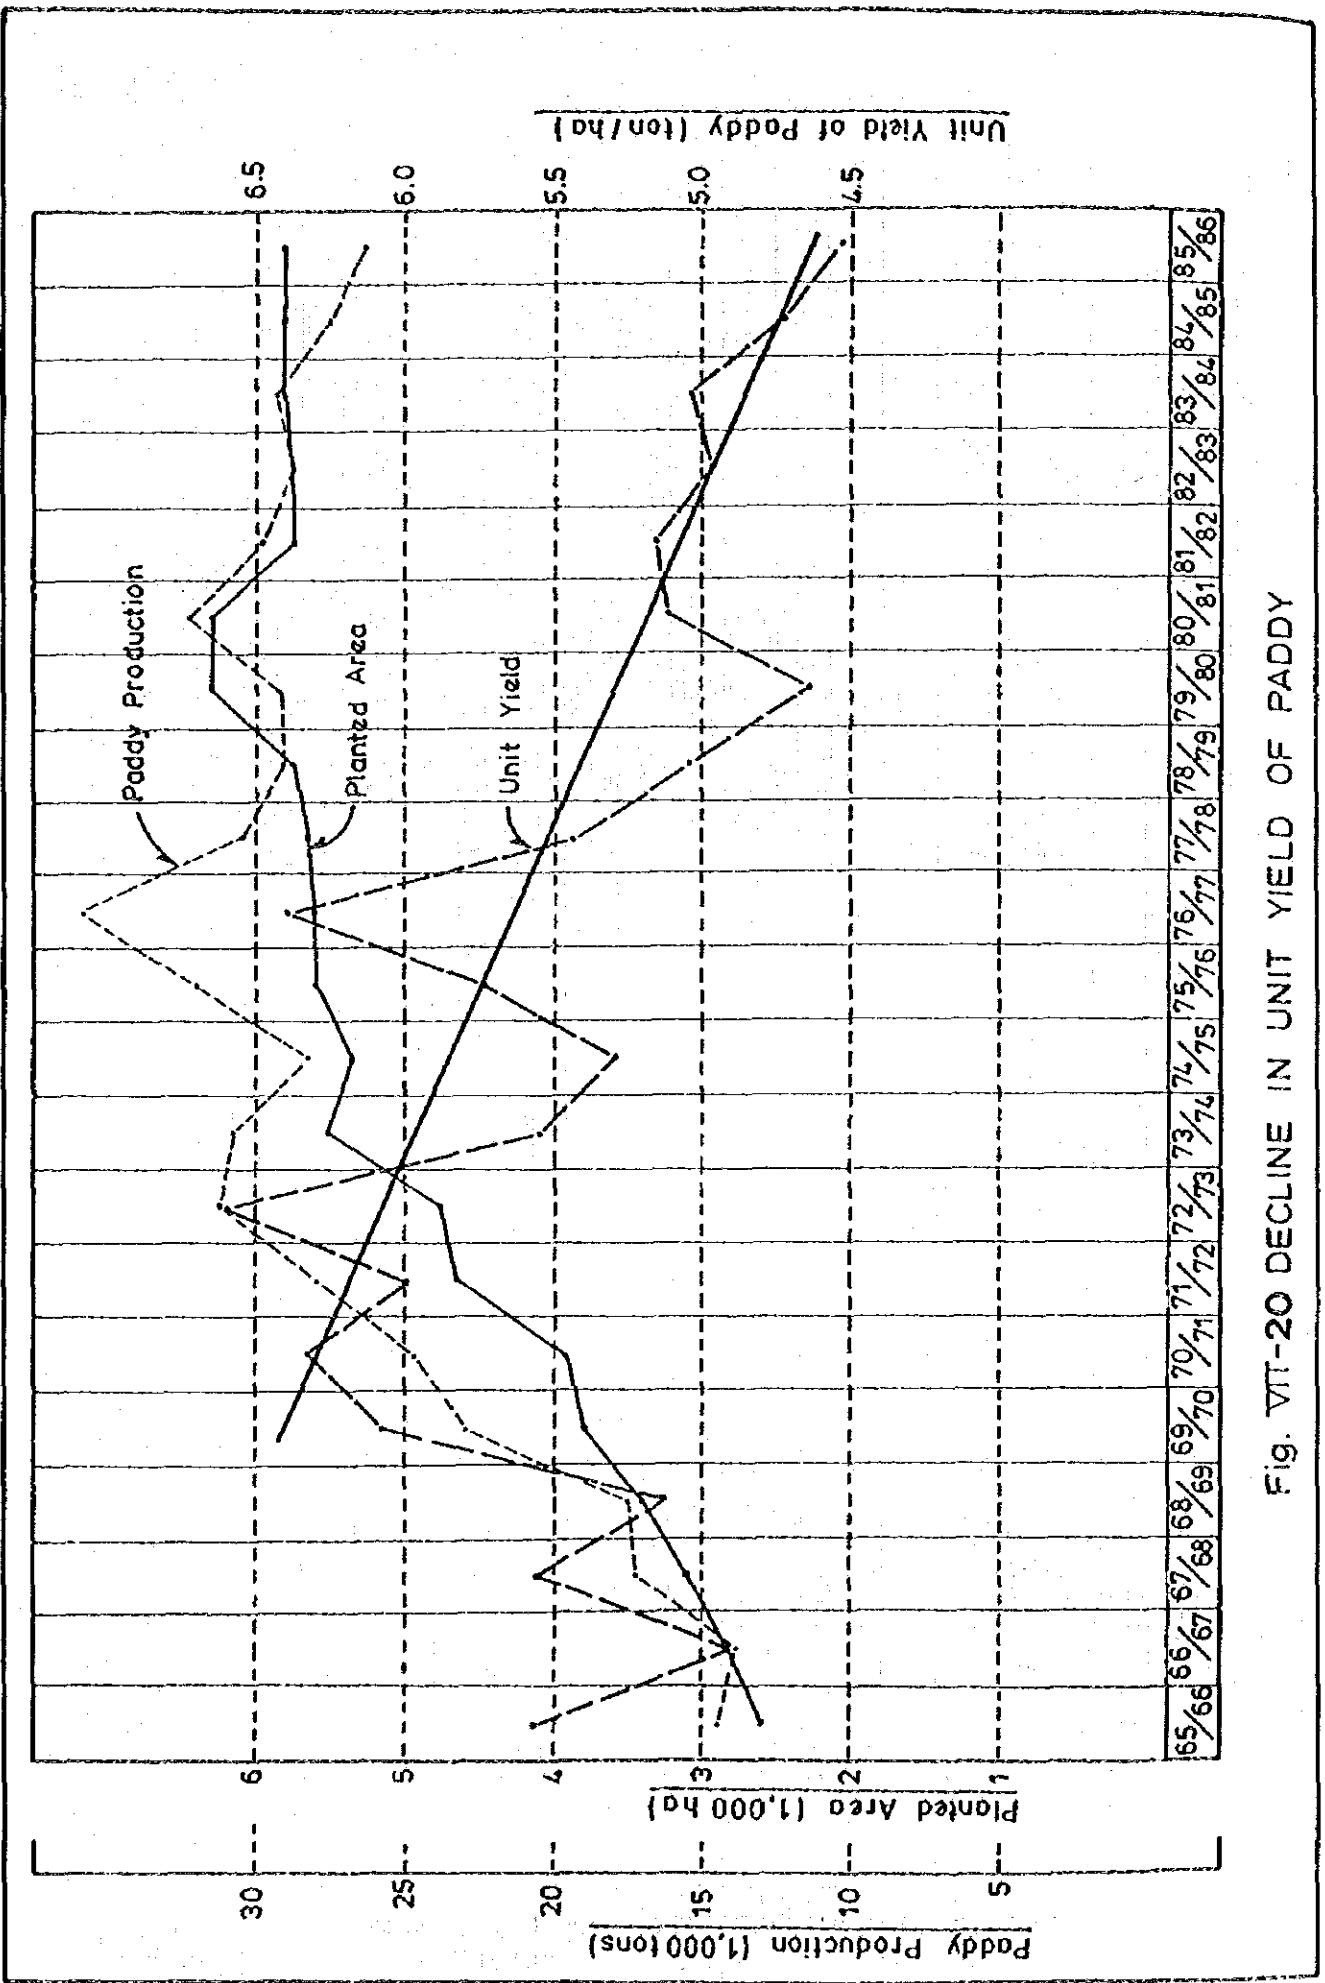 Paddy Production (1,000 tons)
30
25
20
15
10
5
Planted Area (1,000 ha)
6
5
4
3
2
1
Paddy Production
Planted Area
Unit Yield
Unit Yield of Paddy (ton/ha)
6.5
6.0
5.5
5.0
4.5
65/66 66/67 67/68 68/69 69/70 70/71 71/72 72/73 73/74 74/75 75/76 76/77 77/78 78/79 79/80 80/81 81/82 82/83 83/84 84/85 85/86
Fig. VII-20 DECLINE IN UNIT YIELD OF PADDY